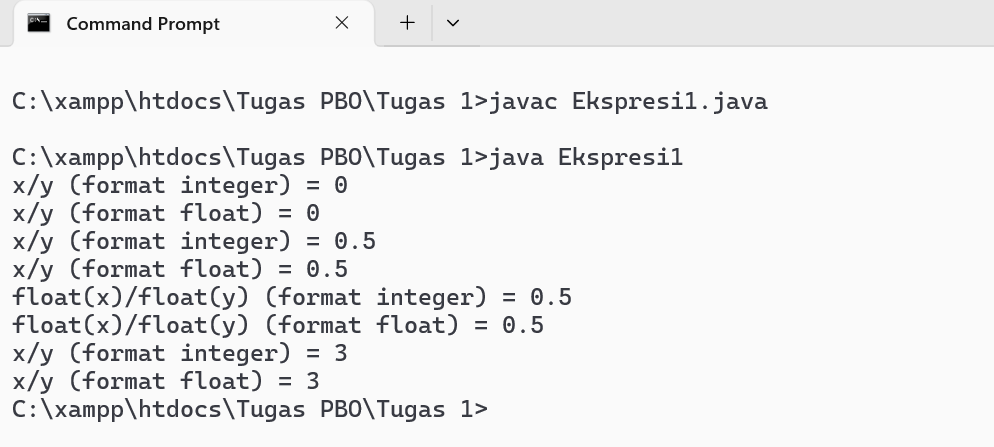 Command Prompt
C:\xampp\htdocs\Tugas PBO\Tugas 1>javac Ekspresi1.java
C:\xampp\htdocs\Tugas PBO\Tugas 1>java Ekspresi1
x/y (format integer) = 0
x/y (format float) = 0
x/y (format integer) = 0.5
x/y (format float) = 0.5
float(x)/float(y) (format integer) = 0.5
float(x)/float(y) (format float) = 0.5
x/y (format integer) = 3
x/y (format float) = 3
C:\xampp\htdocs\Tugas PBO\Tugas 1>